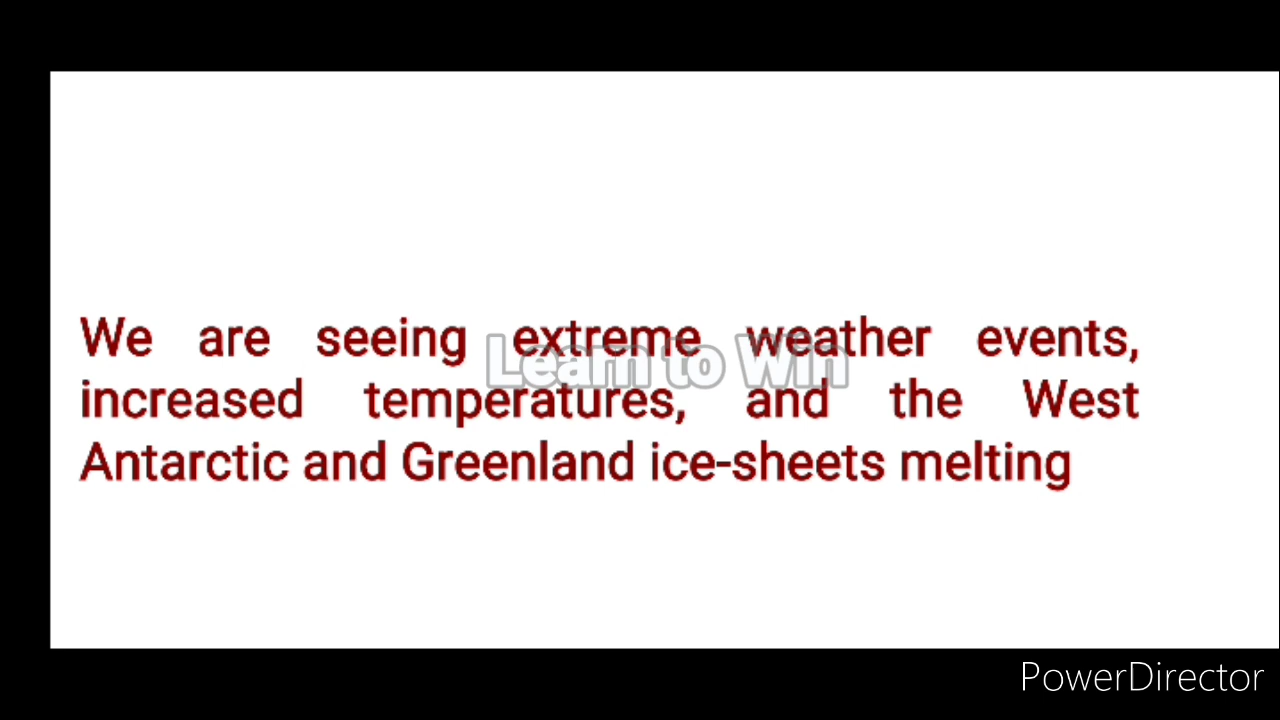 We are seeing extreme weather events,
Learn to Win
increased temperatures, and the West
Antarctic and Greenland ice-sheets melting
PowerDirector